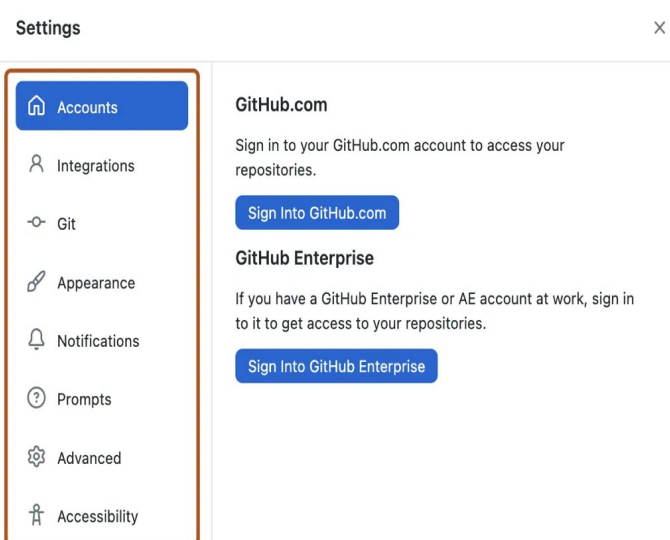 Settings
Accounts
Integrations
Git
Appearance
Notifications
Prompts
Advanced
Accessibility
GitHub.com
Sign in to your GitHub.com account to access your
repositories.
Sign Into GitHub.com
GitHub Enterprise
If you have a GitHub Enterprise or AE account at work, sign in
to it to get access to your repositories.
Sign Into GitHub Enterprise